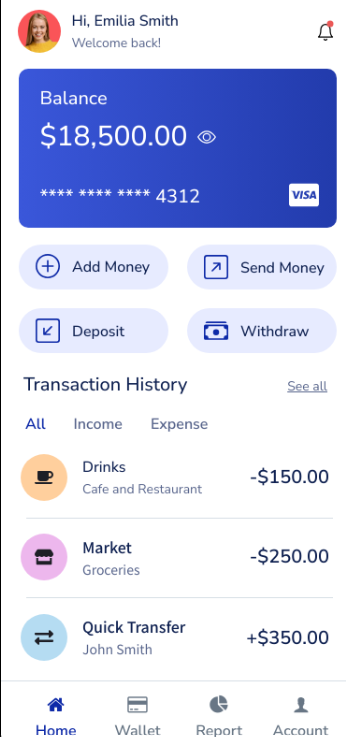 Hi, Emilia Smith
Welcome back!
Balance
$18,500.00
**** **** **** 4312
VISA
Add Money
Send Money
Deposit
Withdraw
Transaction History
See all
All Income Expense
Drinks
Cafe and Restaurant
-$150.00
Market
Groceries
-$250.00
Quick Transfer
John Smith
+$350.00
Home Wallet Report Account